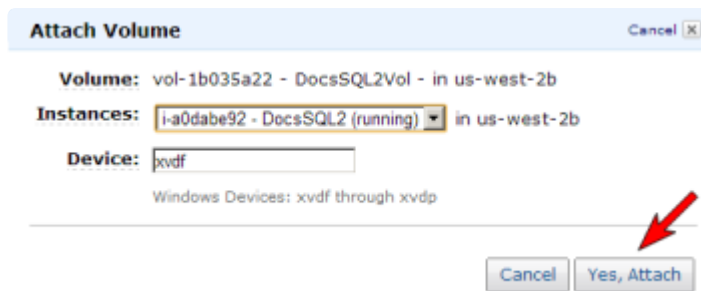 Attach Volume
Cancel
Volume: vol-1b035a22 - DocsSQL2Vol - in us-west-2b
Instances: i-a0dabe92 - DocsSQL2 (running) in us-west-2b
Device: xvdf
Windows Devices: xvdf through xvdp
Cancel Yes, Attach